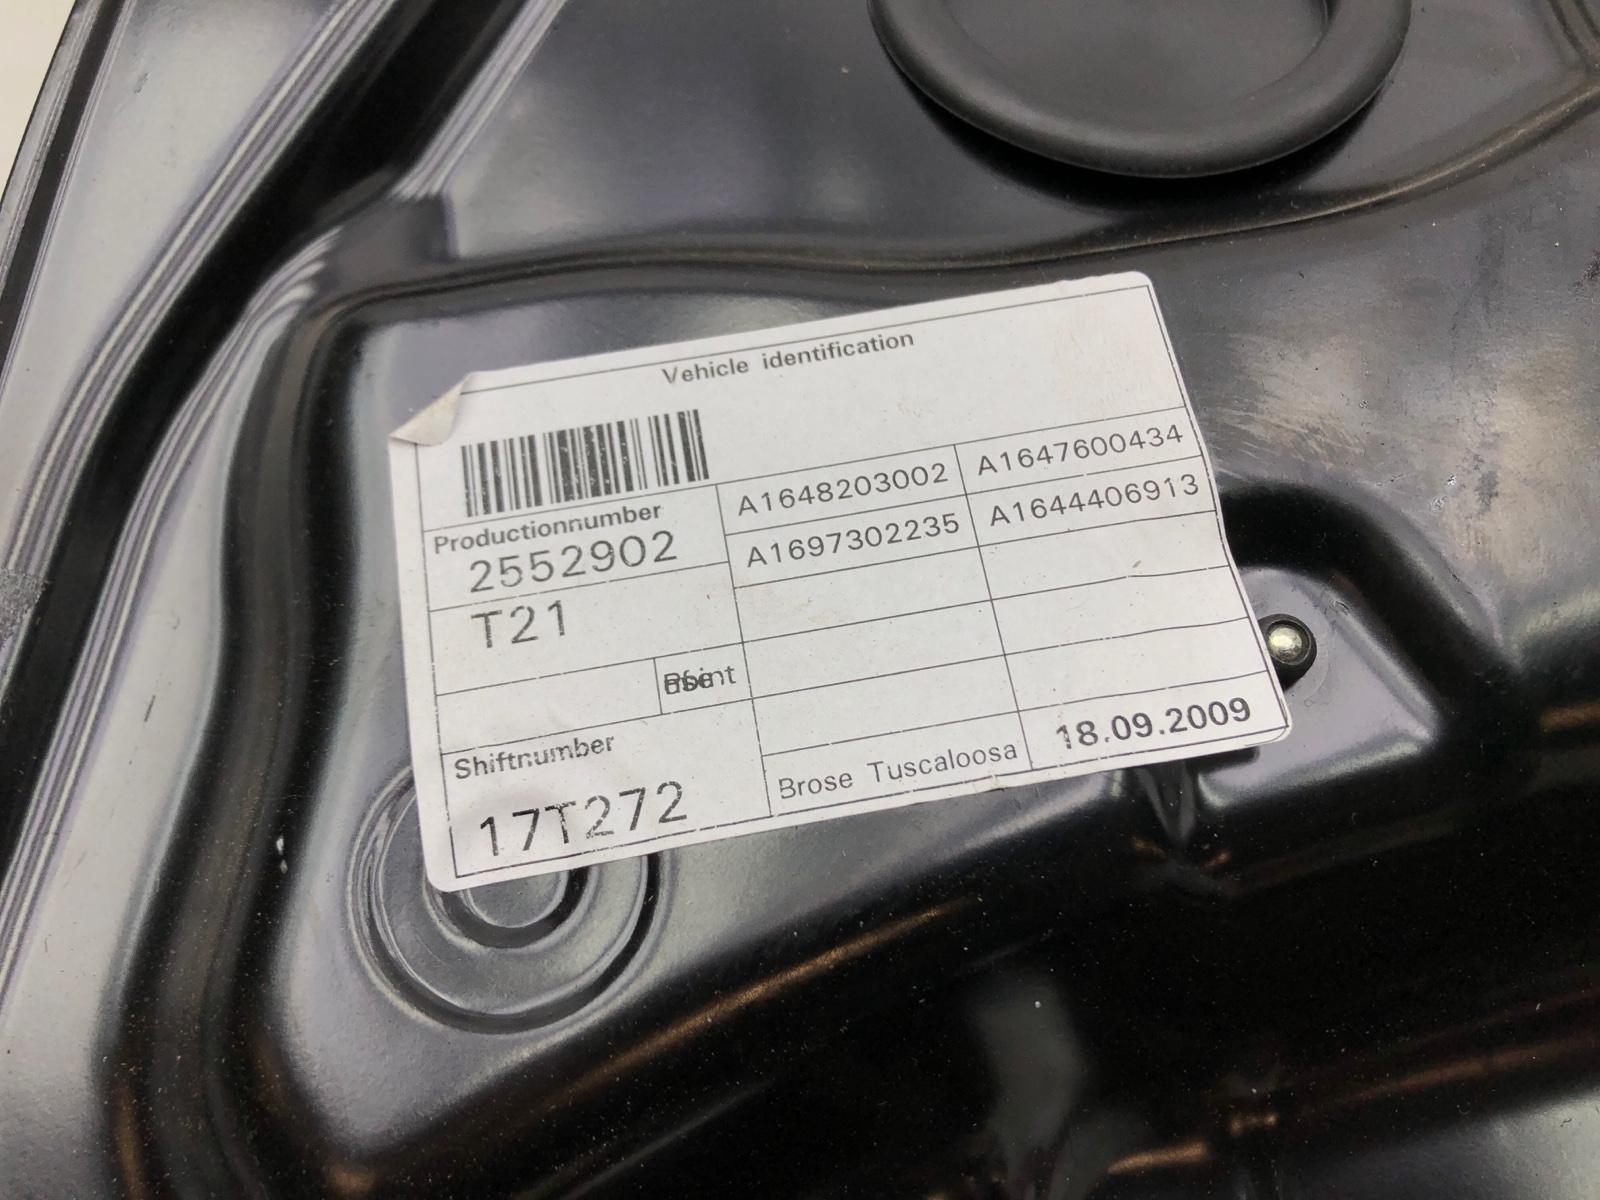 Vehicle identification
A1648203002 A1647600434
Productionnumber
2552902
A1697302235 A1644406913
T21
Shiftnumber
17T272
Brose Tuscaloosa
18.09.2009